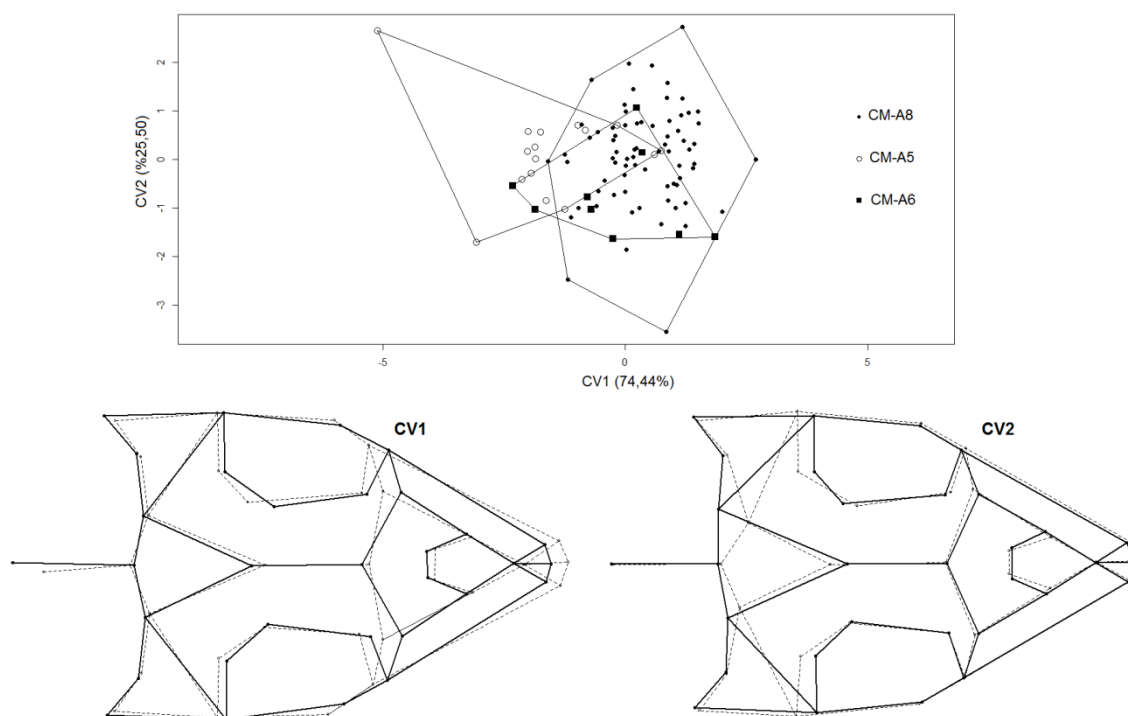 2
1
0
-1
-2
-3
CV2 (%25,50)
CM-A8
CM-A5
CM-A6
-5
0
5
CV1 (74,44%)
CV1
CV2